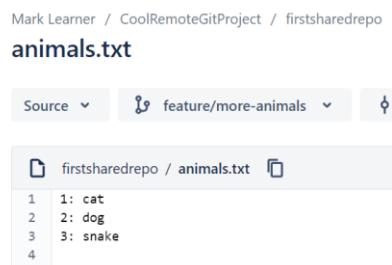 Mark Learner / CoolRemoteGitProject / firstsharedrepo
animals.txt
Source feature/more-animals
firstsharedrepo / animals.txt
1 1: cat
2 2: dog
3 3: snake
4